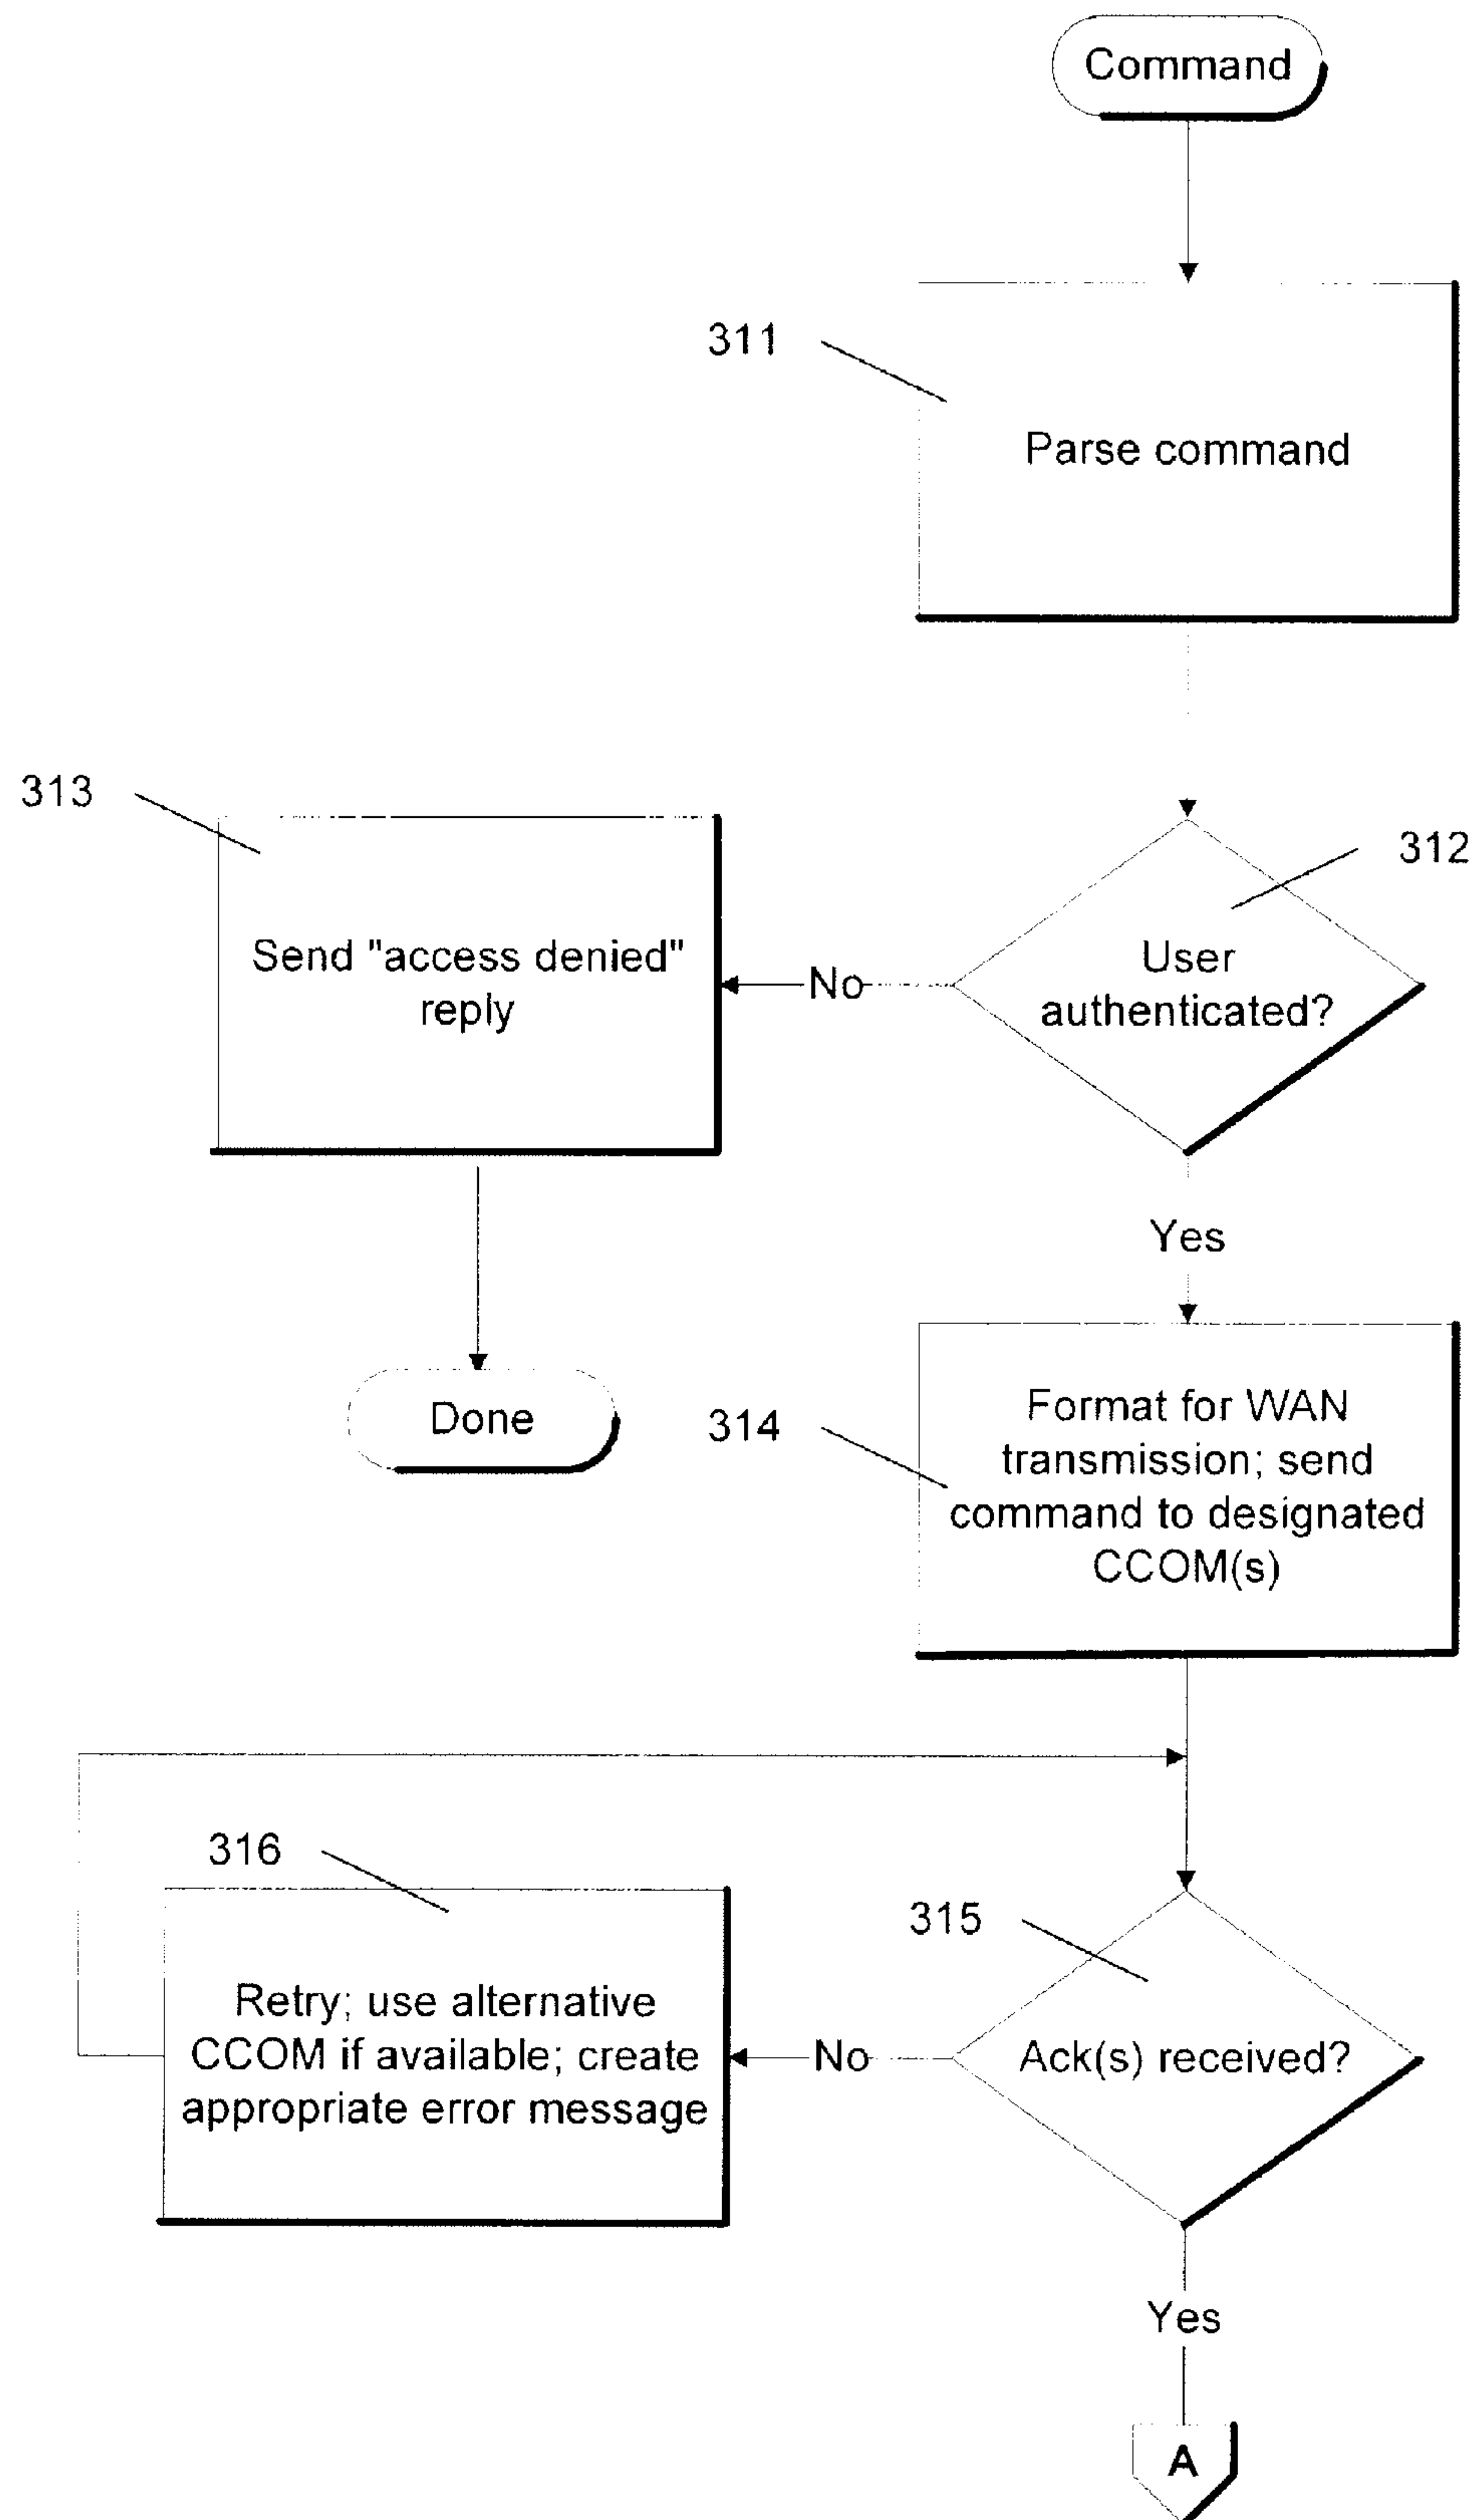 Command
311
Parse command
313
312
Send "access denied"
reply
No
User
authenticated?
Yes
Done
314
Format for WAN
transmission; send
command to designated
CCOM(s)
316
315
Retry; use alternative
CCOM if available; create
appropriate error message
No
Ack(s) received?
Yes
A